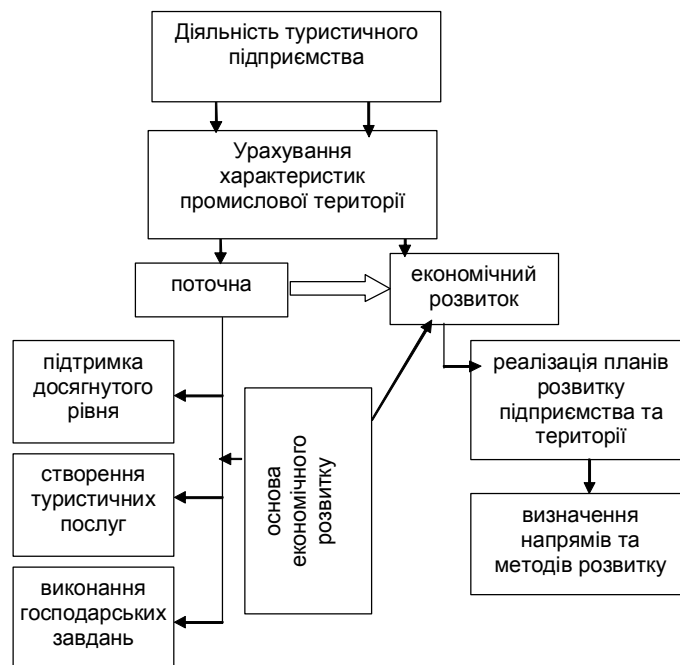 Діяльність туристичного
підприємства
Урахування
характеристик
промислової території
поточна
економічний
розвиток
підтримка
досягнутого
рівня
створення
туристичних
послуг
виконання
господарських
завдань
основа
економічного
розвитку
реалізація планів
розвитку
підприємства та
території
визначення
напрямів та
методів розвитку